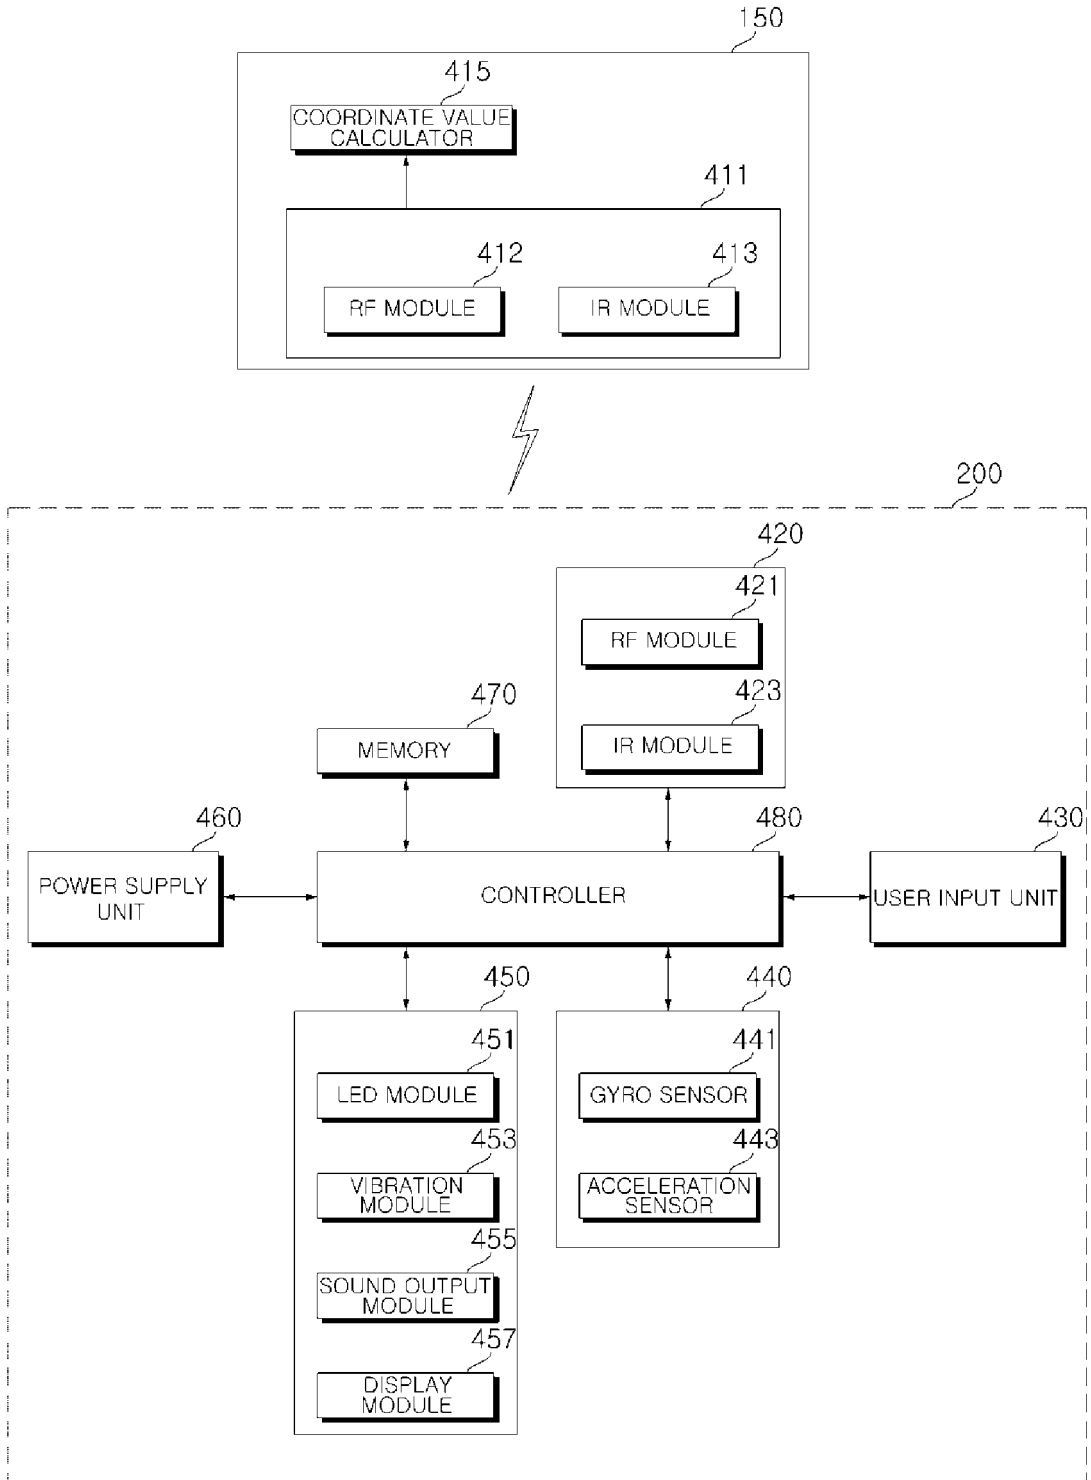 150
415
COORDINATE VALUE
CALCULATOR
411
412
413
RF MODULE
IR MODULE
200
420
421
RF MODULE
423
IR MODULE
470
MEMORY
460
480
430
POWER SUPPLY
UNIT
CONTROLLER
USER INPUT UNIT
450
440
451
441
LED MODULE
GYRO SENSOR
453
443
VIBRATION
MODULE
ACCELERATION
SENSOR
455
SOUND OUTPUT
MODULE
457
DISPLAY
MODULE